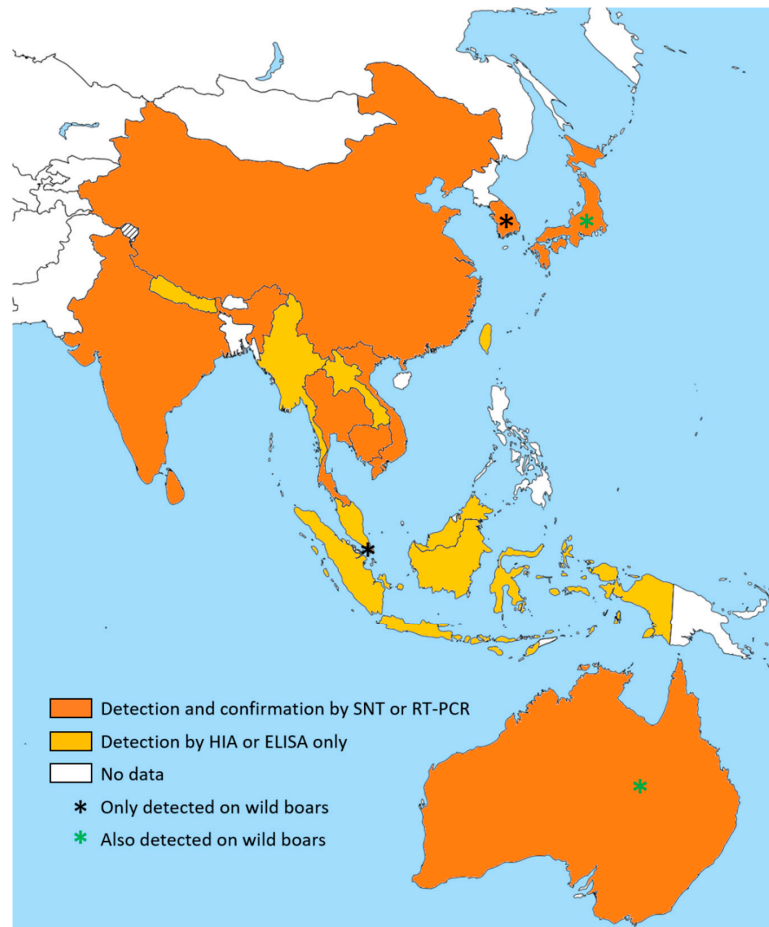 Detection and confirmation by SNT or RT-PCR
Detection by HIA or ELISA only
No data
* Only detected on wild boars
* Also detected on wild boars